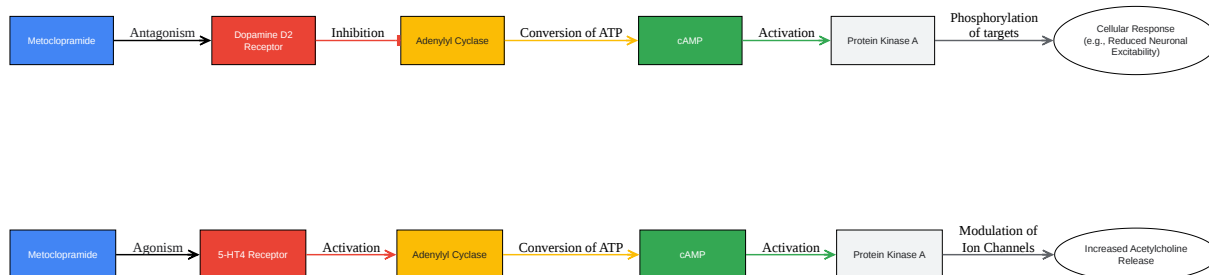 Metoclopramide
Antagonism
Dopamine D2
Receptor
Inhibition
Adenylyl Cyclase
Conversion of ATP
cAMP
Activation
Protein Kinase A
Phosphorylation
of targets
Cellular Response
(e.g., Reduced Neuronal
Excitability)
Metoclopramide
Agonism
5-HT4 Receptor
Activation
Adenylyl Cyclase
Conversion of ATP
cAMP
Activation
Protein Kinase A
Modulation of
Ion Channels
Increased Acetylcholine
Release